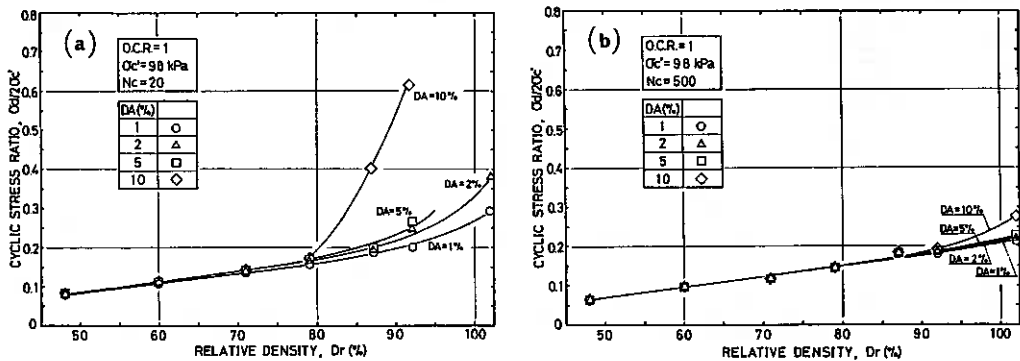 (a)
O.C.R.= 1
σc'= 98 kPa
Nc = 20
DA(%)
1
2
5
10
DA=10%
DA=2%
DA=5%
DA=1%
CYCLIC STRESS RATIO, σd/2σc'
0.8
0.7
0.6
0.5
0.4
0.3
0.2
0.1
0
50 60 70 80 90 100
RELATIVE DENSITY, Dr(%)
(b)
O.C.R.= 1
σc'= 98 kPa
Nc = 500
DA(%)
1
2
5
10
DA=10%
DA=5%
DA=2%
DA=1%
CYCLIC STRESS RATIO, σd/2σc'
0.8
0.7
0.6
0.5
0.4
0.3
0.2
0.1
0
50 60 70 80 90 100
RELATIVE DENSITY, Dr(%)